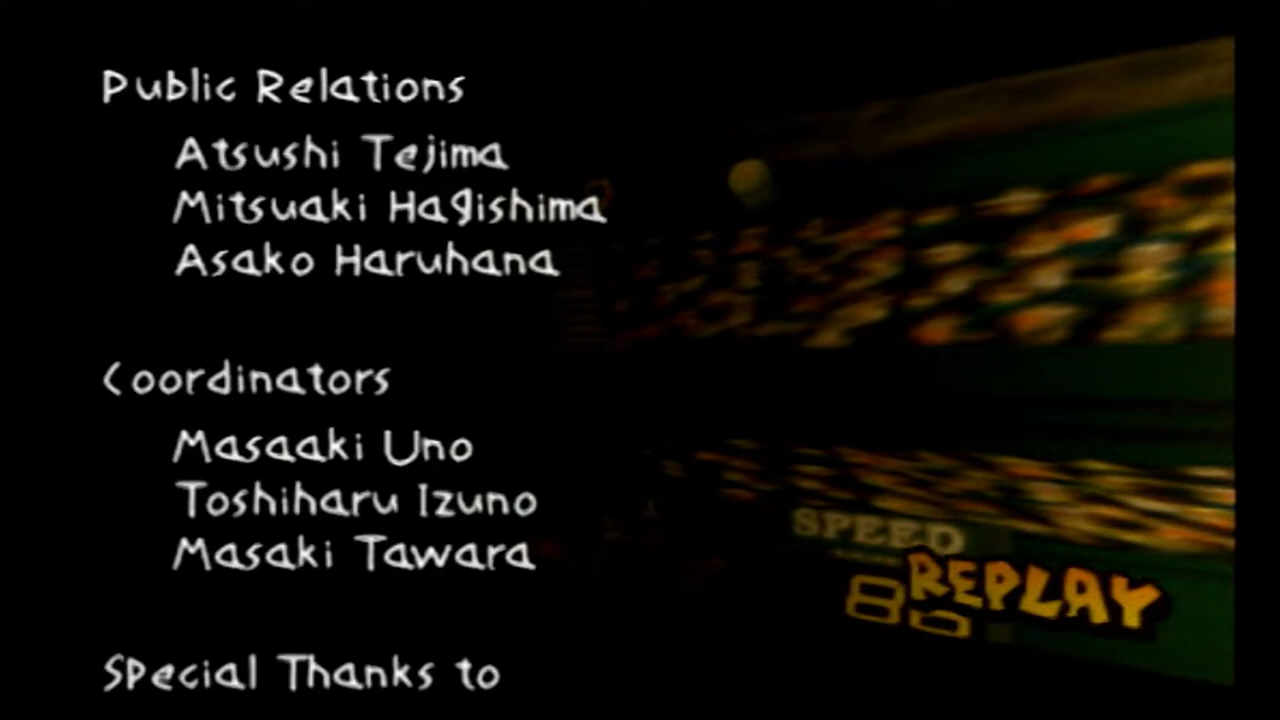 Public Relations
Atsushi Tejima
Mitsuaki Hagishima
Asako Haruhana
Coordinators
Masaaki Uno
Toshiharu Izuno
Masaki Tawara
Special Thanks to
SPEED
REPLAY